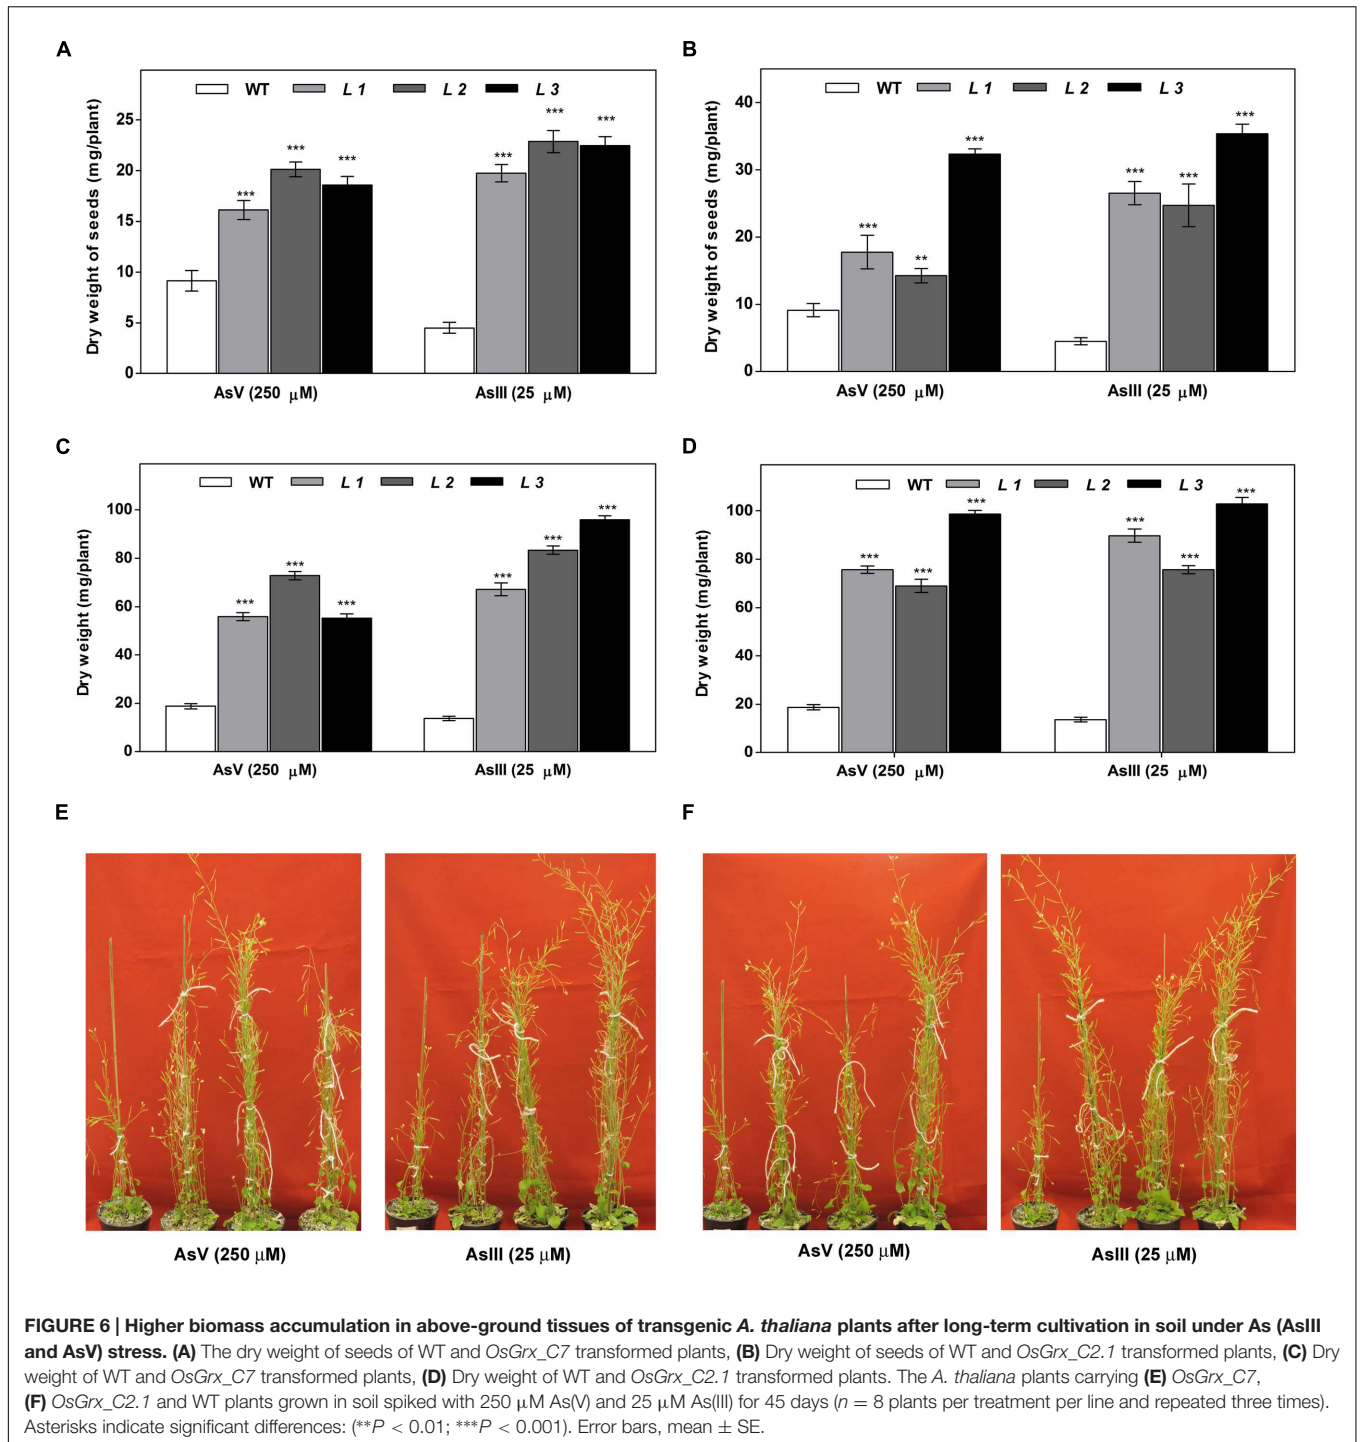 A
WT L 1 L 2 L 3
Dry weight of seeds (mg/plant)
25
20
15
10
5
0
*** *** *** *** *** ***
AsV (250 μM) AsIII (25 μM)
B
WT L 1 L 2 L 3
Dry weight of seeds (mg/plant)
40
30
20
10
0
*** ** *** *** *** ***
AsV (250 μM) AsIII (25 μM)
C
WT L 1 L 2 L 3
Dry weight (mg/plant)
100
80
60
40
20
0
*** *** *** *** *** ***
AsV (250 μM) AsIII (25 μM)
D
WT L 1 L 2 L 3
Dry weight (mg/plant)
100
80
60
40
20
0
*** *** *** *** *** ***
AsV (250 μM) AsIII (25 μM)
E
AsV (250 μM) AsIII (25 μM)
F
AsV (250 μM) AsIII (25 μM)
FIGURE 6 | Higher biomass accumulation in above-ground tissues of transgenic A. thaliana plants after long-term cultivation in soil under As (AsIII
and AsV) stress. (A) The dry weight of seeds of WT and OsGrx_C7 transformed plants, (B) Dry weight of seeds of WT and OsGrx_C2.1 transformed plants, (C) Dry
weight of WT and OsGrx_C7 transformed plants, (D) Dry weight of WT and OsGrx_C2.1 transformed plants. The A. thaliana plants carrying (E) OsGrx_C7,
(F) OsGrx_C2.1 and WT plants grown in soil spiked with 250 μM As(V) and 25 μM As(III) for 45 days (n = 8 plants per treatment per line and repeated three times).
Asterisks indicate significant differences: (**P < 0.01; ***P < 0.001). Error bars, mean ± SE.